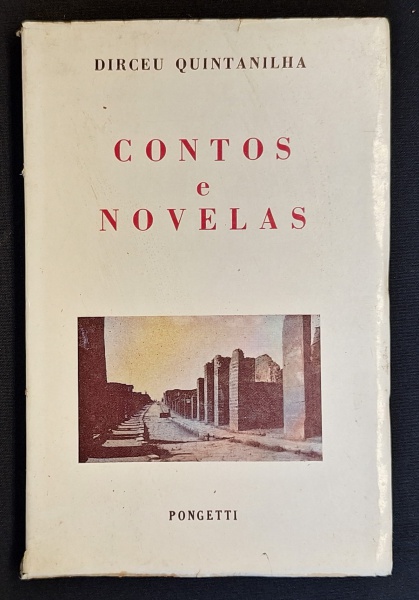 DIRCEU QUINTANILHA
CONTOS
e
NOVELAS
PONGETTI